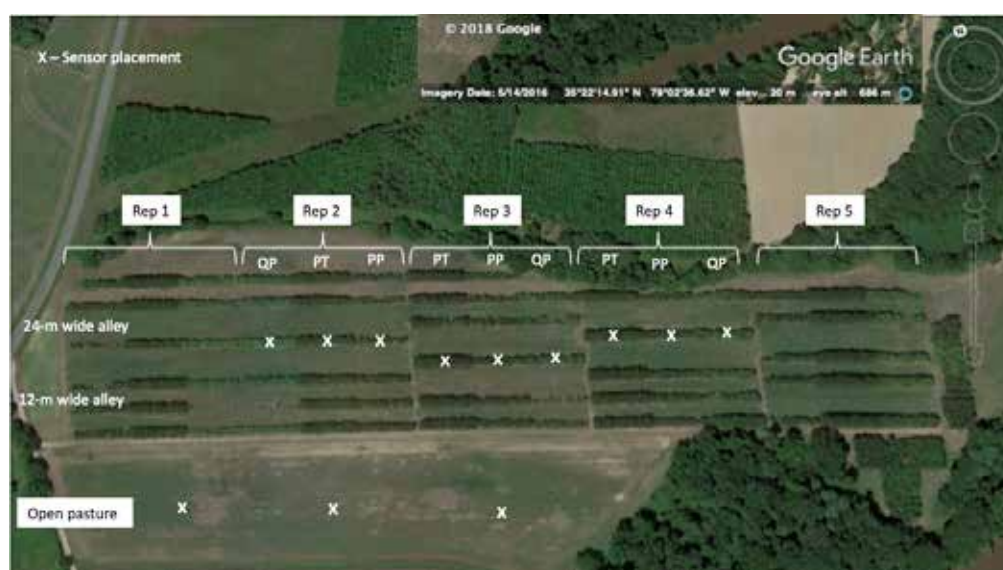 © 2018 Google
X – Sensor placement
Google Earth
Imagery Date: 5/14/2016 35°22'14.91" N 79°02'36.62" W elev 30 m eye alt 686 m
Rep 1 Rep 2 Rep 3 Rep 4 Rep 5
QP PT PP PT PP QP PT PP QP
24-m wide alley
X X X X X X X X X
12-m wide alley
Open pasture X X X